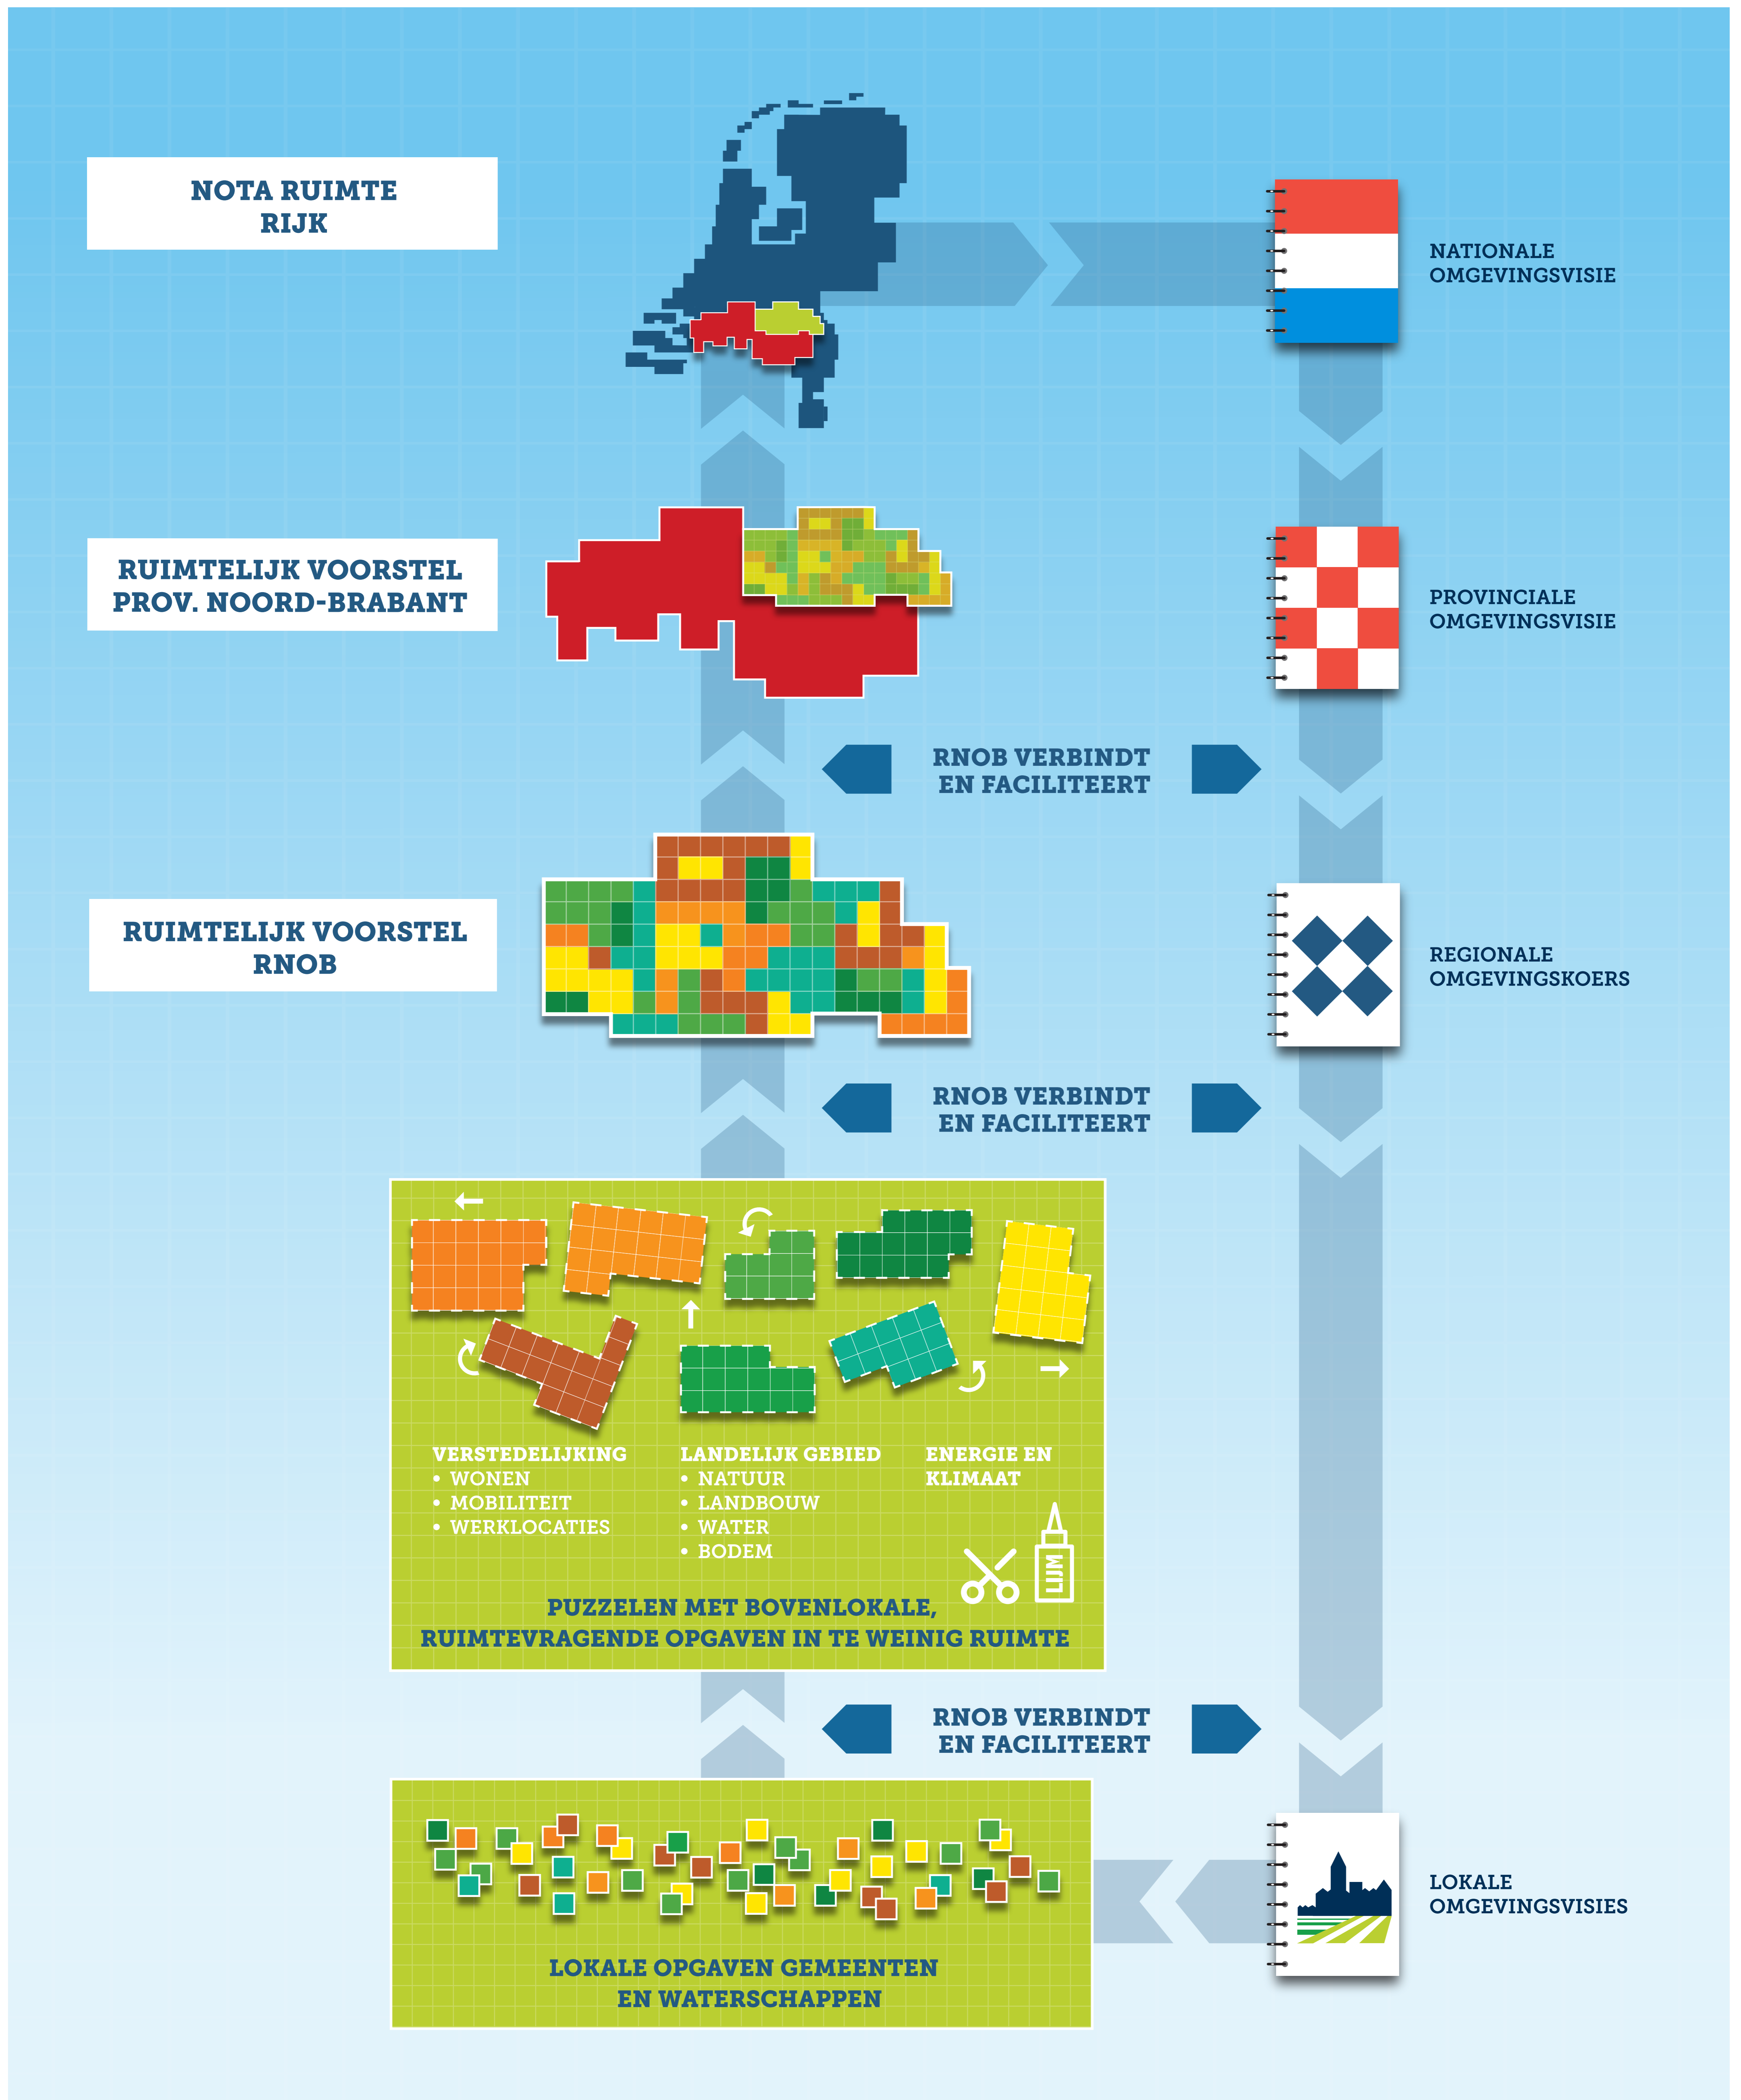 NOTA RUIMTE
RIJK
NATIONALE
OMGEVINGSVISIE
RUIMTELIJK VOORSTEL
PROV. NOORD-BRABANT
PROVINCIALE
OMGEVINGSVISIE
RNOB VERBINDT
EN FACILITEERT
RUIMTELIJK VOORSTEL
RNOB
REGIONALE
OMGEVINGSKOERS
RNOB VERBINDT
EN FACILITEERT
VERSTEDELIJKING
• WONEN
• MOBILITEIT
• WERKLOCATIES
LANDELIJK GEBIED
• NATUUR
• LANDBOUW
• WATER
• BODEM
ENERGIE EN
KLIMAAT
LIJM
PUZZELEN MET BOVENLOKALE,
RUIMTEVRAGENDE OPGAVEN IN TE WEINIG RUIMTE
RNOB VERBINDT
EN FACILITEERT
LOKALE
OMGEVINGSVISIES
LOKALE OPGAVEN GEMEENTEN
EN WATERSCHAPPEN